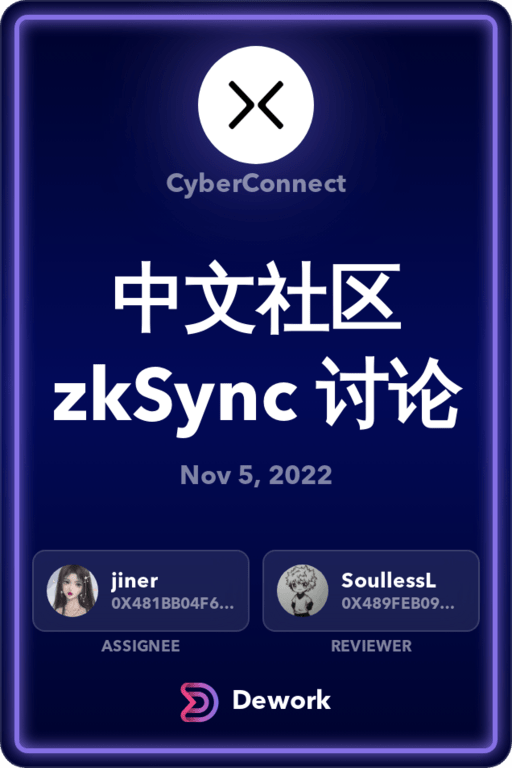 CyberConnect
中文社区
zkSync 讨论
Nov 5, 2022
jiner
0X481BB04F6...
ASSIGNEE
SoullessL
0X489FEB09...
REVIEWER
Dework